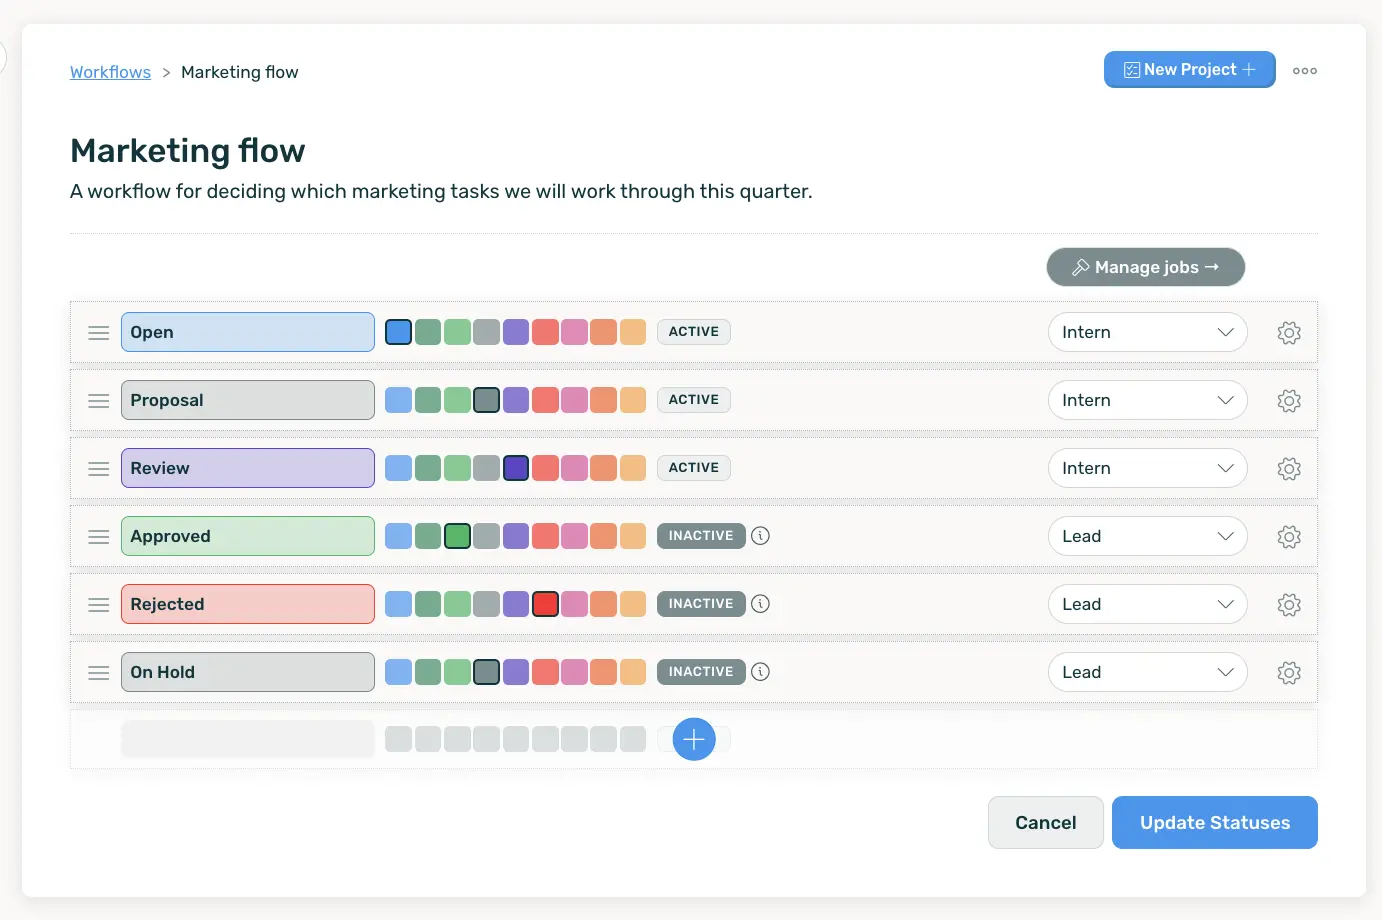 Workflows > Marketing flow
New Project +
Marketing flow
A workflow for deciding which marketing tasks we will work through this quarter.
Manage jobs →
Open ACTIVE Intern
Proposal ACTIVE Intern
Review ACTIVE Intern
Approved INACTIVE i Lead
Rejected INACTIVE i Lead
On Hold INACTIVE i Lead
Cancel Update Statuses